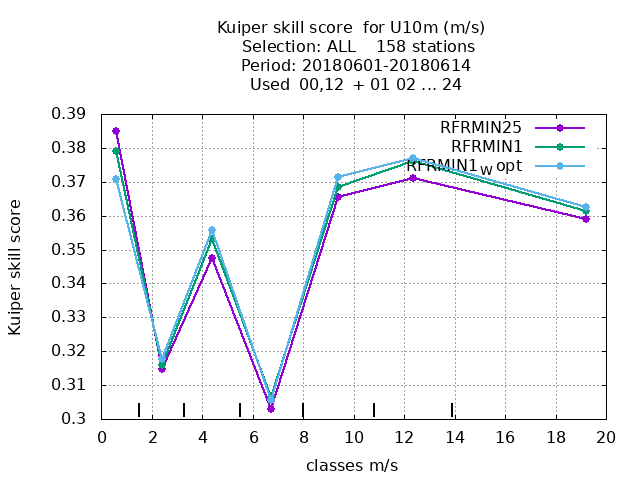 Kuiper skill score for U10m (m/s)
Selection: ALL 158 stations
Period: 20180601-20180614
Used 00,12 + 01 02 ... 24
RFRMIN25
RFRMIN1
RFRMIN1W opt
0.39
0.38
0.37
0.36
0.35
0.34
0.33
0.32
0.31
0.3
Kuiper skill score
0 2 4 6 8 10 12 14 16 18 20
classes m/s